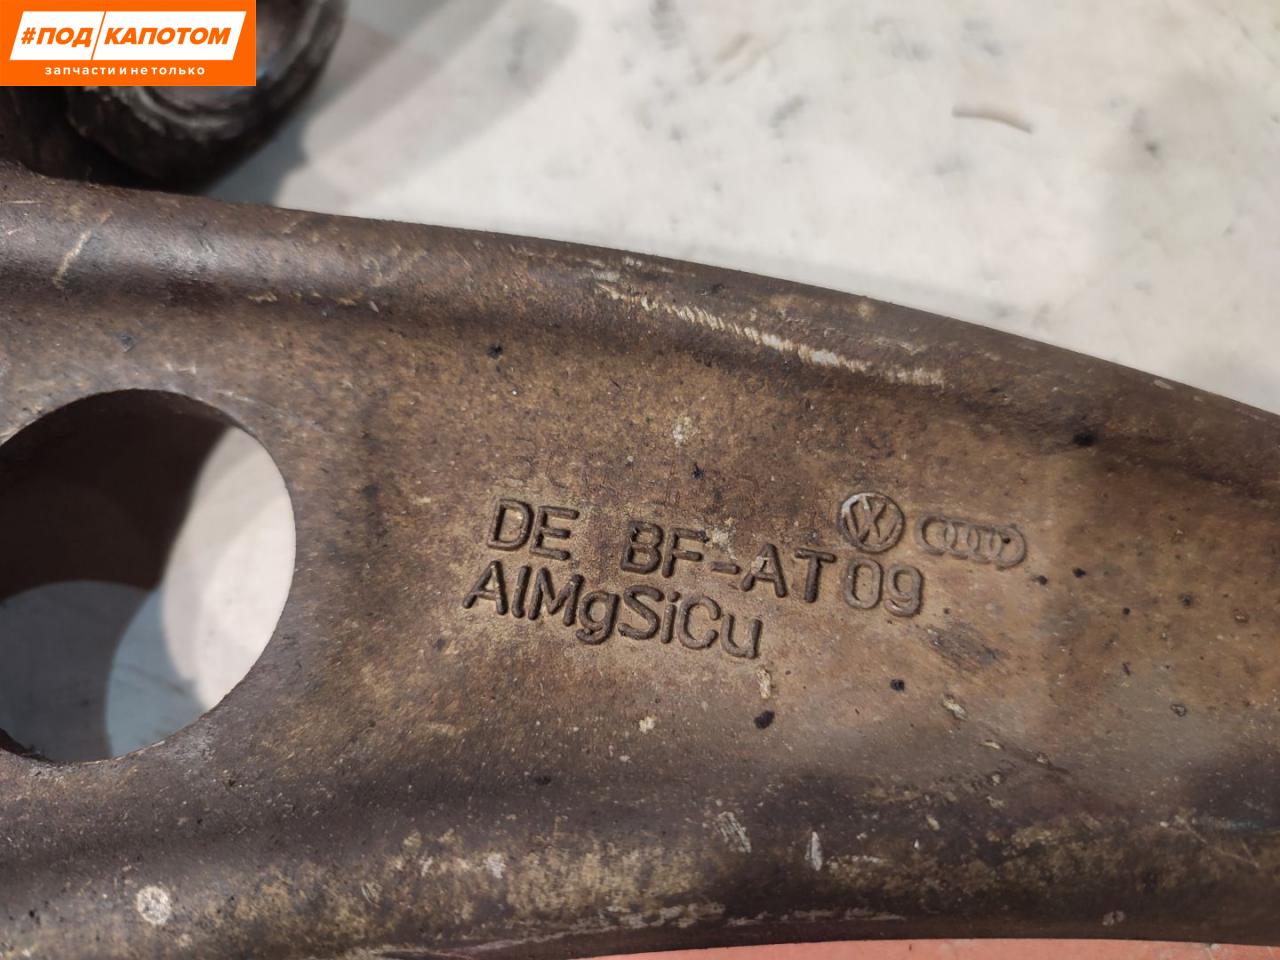 #ПОД КАПОТОМ
запчасти и не только
DE BF-AT 09
AlMgSiCu